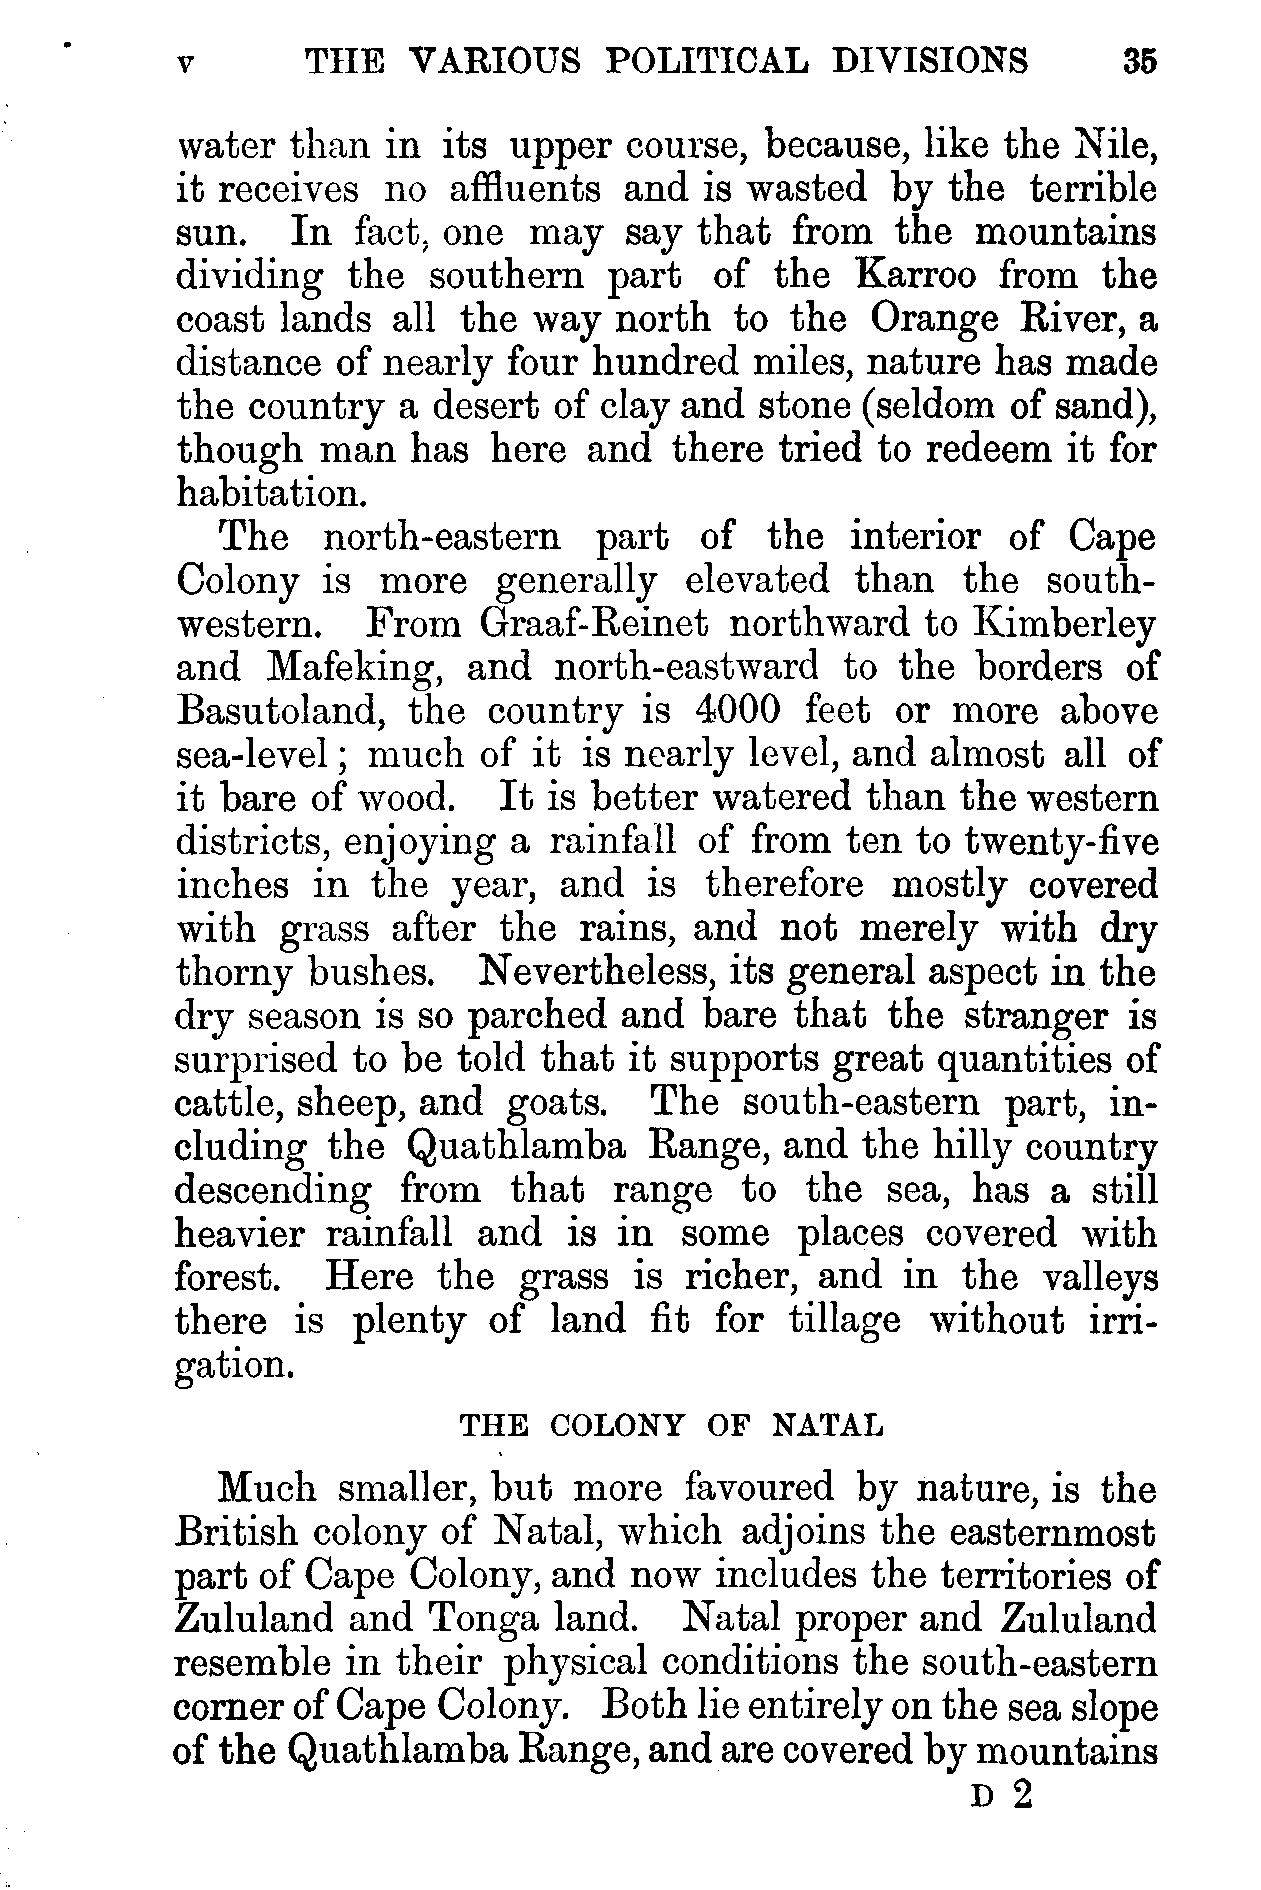 v THE VARIOUS POLITICAL DIVISIONS 35
water than in its upper course, because, like the Nile,
it receives no affluents and is wasted by the terrible
sun. In fact, one may say that from the mountains
dividing the southern part of the Karroo from the
coast lands all the way north to the Orange River, a
distance of nearly four hundred miles, nature has made
the country a desert of clay and stone (seldom of sand),
though man has here and there tried to redeem it for
habitation.
The north-eastern part of the interior of Cape
Colony is more generally elevated than the south-
western. From Graaf-Reinet northward to Kimberley
and Mafeking, and north-eastward to the borders of
Basutoland, the country is 4000 feet or more above
sea-level; much of it is nearly level, and almost all of
it bare of wood. It is better watered than the western
districts, enjoying a rainfall of from ten to twenty-five
inches in the year, and is therefore mostly covered
with grass after the rains, and not merely with dry
thorny bushes. Nevertheless, its general aspect in the
dry season is so parched and bare that the stranger is
surprised to be told that it supports great quantities of
cattle, sheep, and goats. The south-eastern part, in-
cluding the Quathlamba Range, and the hilly country
descending from that range to the sea, has a still
heavier rainfall and is in some places covered with
forest. Here the grass is richer, and in the valleys
there is plenty of land fit for tillage without irri-
gation.
THE COLONY OF NATAL
Much smaller, but more favoured by nature, is the
British colony of Natal, which adjoins the easternmost
part of Cape Colony, and now includes the territories of
Zululand and Tonga land. Natal proper and Zululand
resemble in their physical conditions the south-eastern
corner of Cape Colony. Both lie entirely on the sea slope
of the Quathlamba Range, and are covered by mountains
D 2